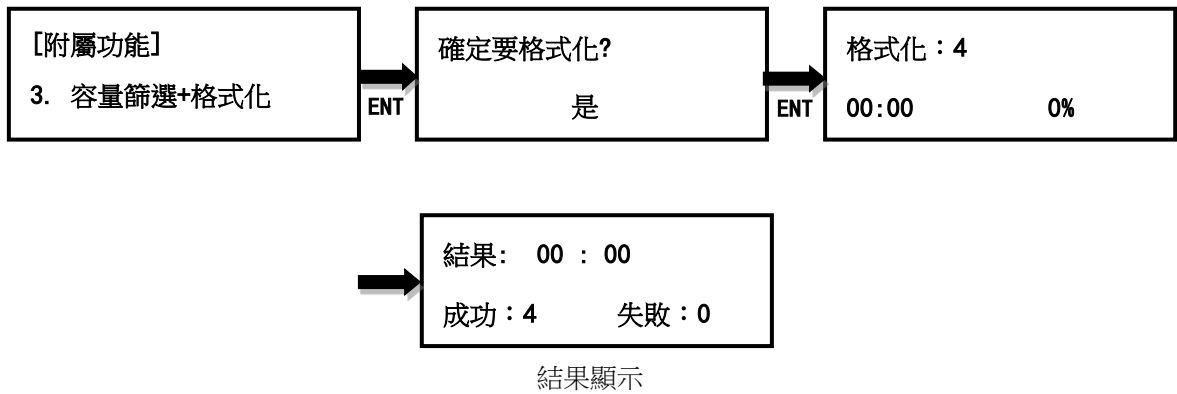 [附屬功能]
3. 容量篩選+格式化
ENT
確定要格式化?
是
ENT
格式化：4
00:00 0%
結果: 00 : 00
成功：4 失敗：0
結果顯示